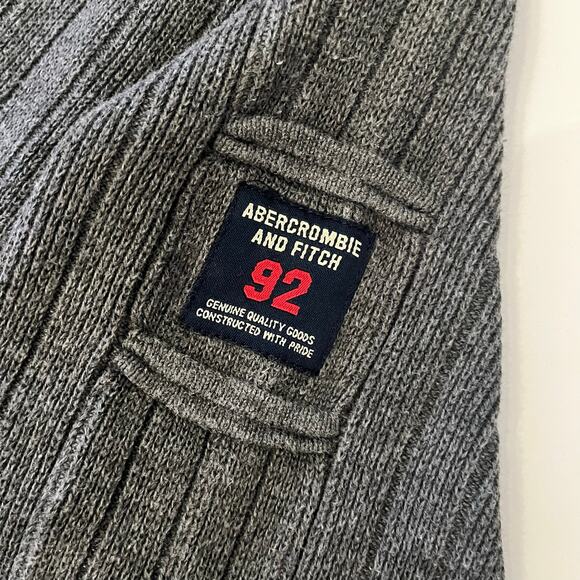 ABERCROMBIE
AND FITCH
92
GENUINE QUALITY GOODS
CONSTRUCTED WITH PRIDE